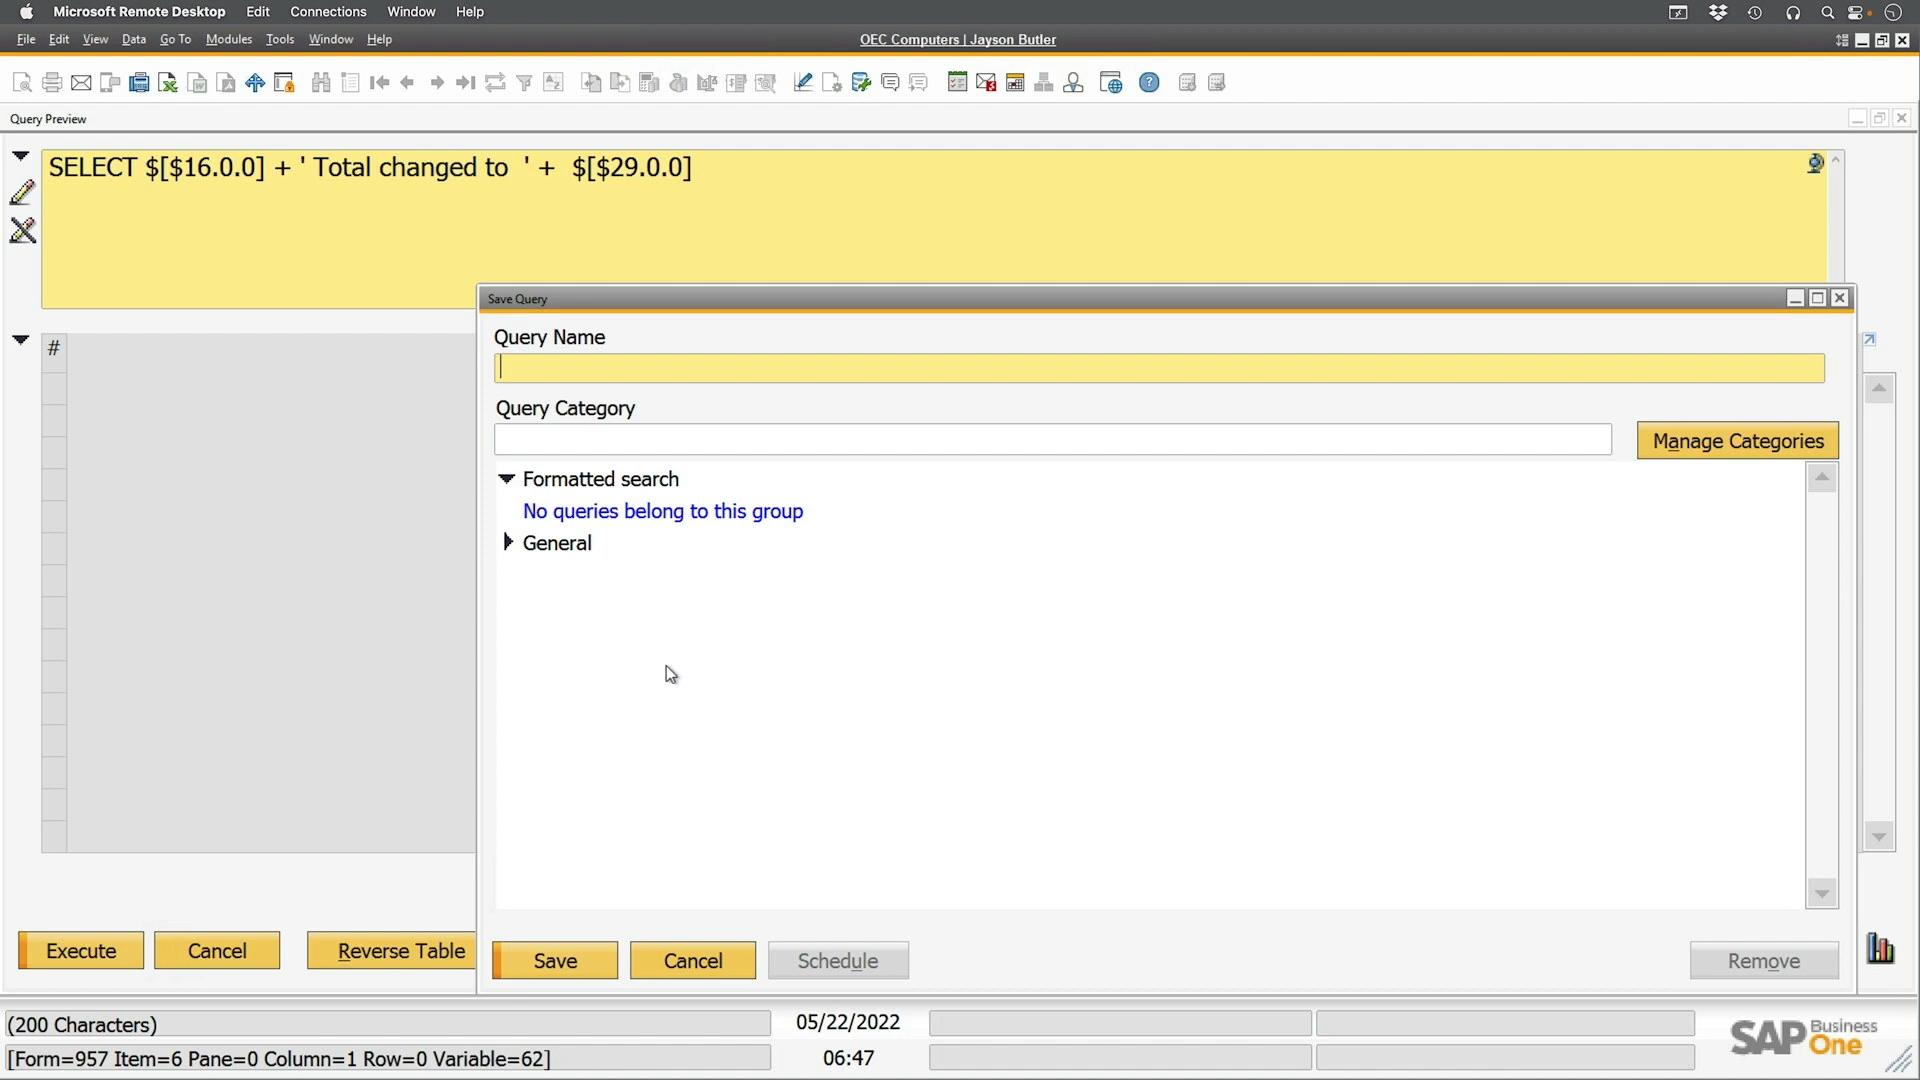 Microsoft Remote Desktop Edit Connections Window Help
File Edit View Data Go To Modules Tools Window Help
OEC Computers | Jayson Butler
Query Preview
SELECT $[$16.0.0] + ' Total changed to ' + $[$29.0.0]
Save Query
Query Name
#
Query Category
Manage Categories
Formatted search
No queries belong to this group
General
Execute Cancel Reverse Table
Save Cancel Schedule Remove
(200 Characters) 05/22/2022
[Form=957 Item=6 Pane=0 Column=1 Row=0 Variable=62] 06:47
SAP Business One